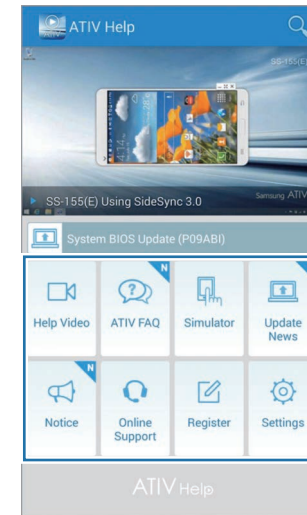 ATIV Help
SS-155(E)
SS-155(E) Using SideSync 3.0
Samsung ATIV
System BIOS Update (P09ABI)
N
Help Video
ATIV FAQ
Simulator
Update
News
N
Notice
Online
Support
Register
Settings
ATIV Help